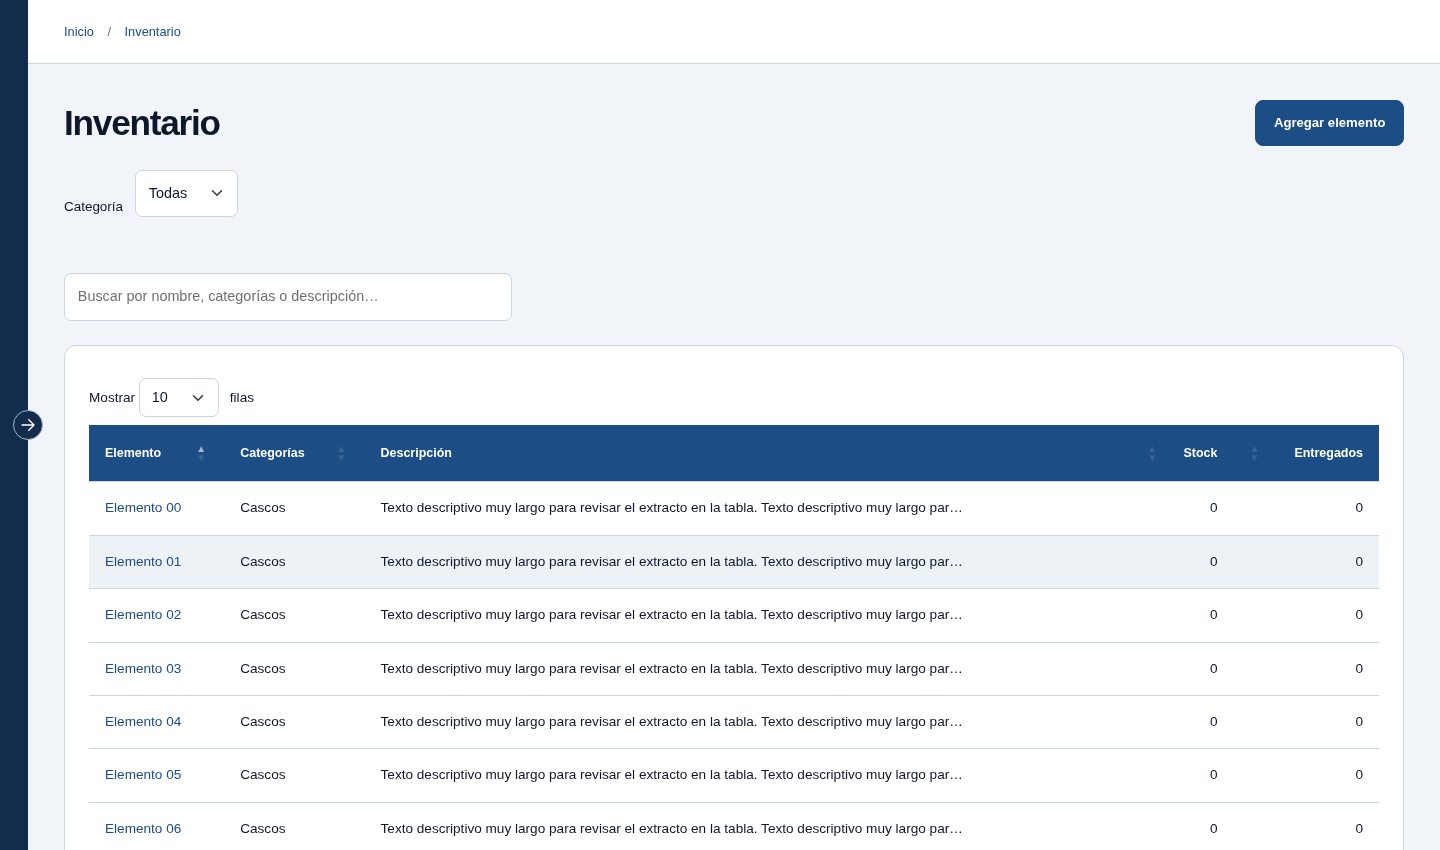 Inicio / Inventario
Inventario
Agregar elemento
Categoría Todas
Buscar por nombre, categorías o descripción…
Mostrar 10 filas
Elemento Categorías Descripción Stock Entregados
Elemento 00 Cascos Texto descriptivo muy largo para revisar el extracto en la tabla. Texto descriptivo muy largo par… 0 0
Elemento 01 Cascos Texto descriptivo muy largo para revisar el extracto en la tabla. Texto descriptivo muy largo par… 0 0
Elemento 02 Cascos Texto descriptivo muy largo para revisar el extracto en la tabla. Texto descriptivo muy largo par… 0 0
Elemento 03 Cascos Texto descriptivo muy largo para revisar el extracto en la tabla. Texto descriptivo muy largo par… 0 0
Elemento 04 Cascos Texto descriptivo muy largo para revisar el extracto en la tabla. Texto descriptivo muy largo par… 0 0
Elemento 05 Cascos Texto descriptivo muy largo para revisar el extracto en la tabla. Texto descriptivo muy largo par… 0 0
Elemento 06 Cascos Texto descriptivo muy largo para revisar el extracto en la tabla. Texto descriptivo muy largo par… 0 0